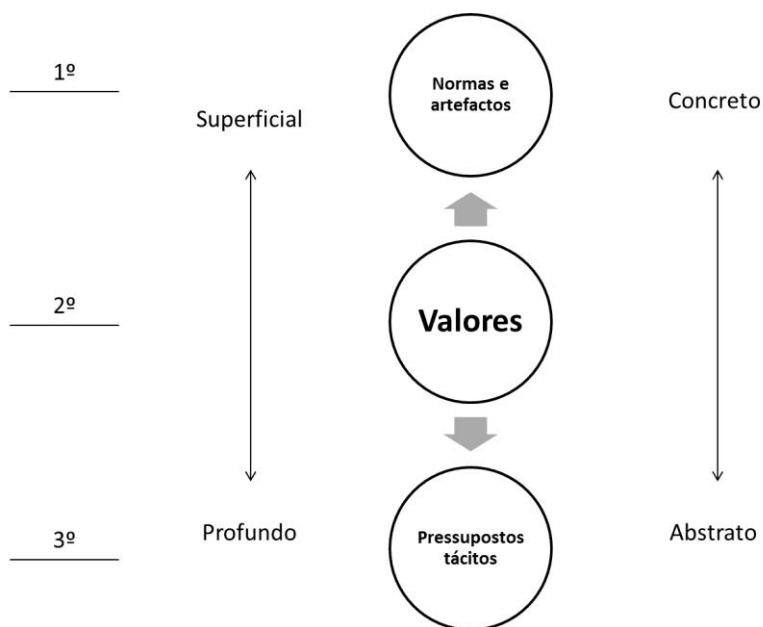 1º
Superficial
Normas e
artefactos
Concreto
2º
Valores
3º
Profundo
Pressupostos
tácitos
Abstrato